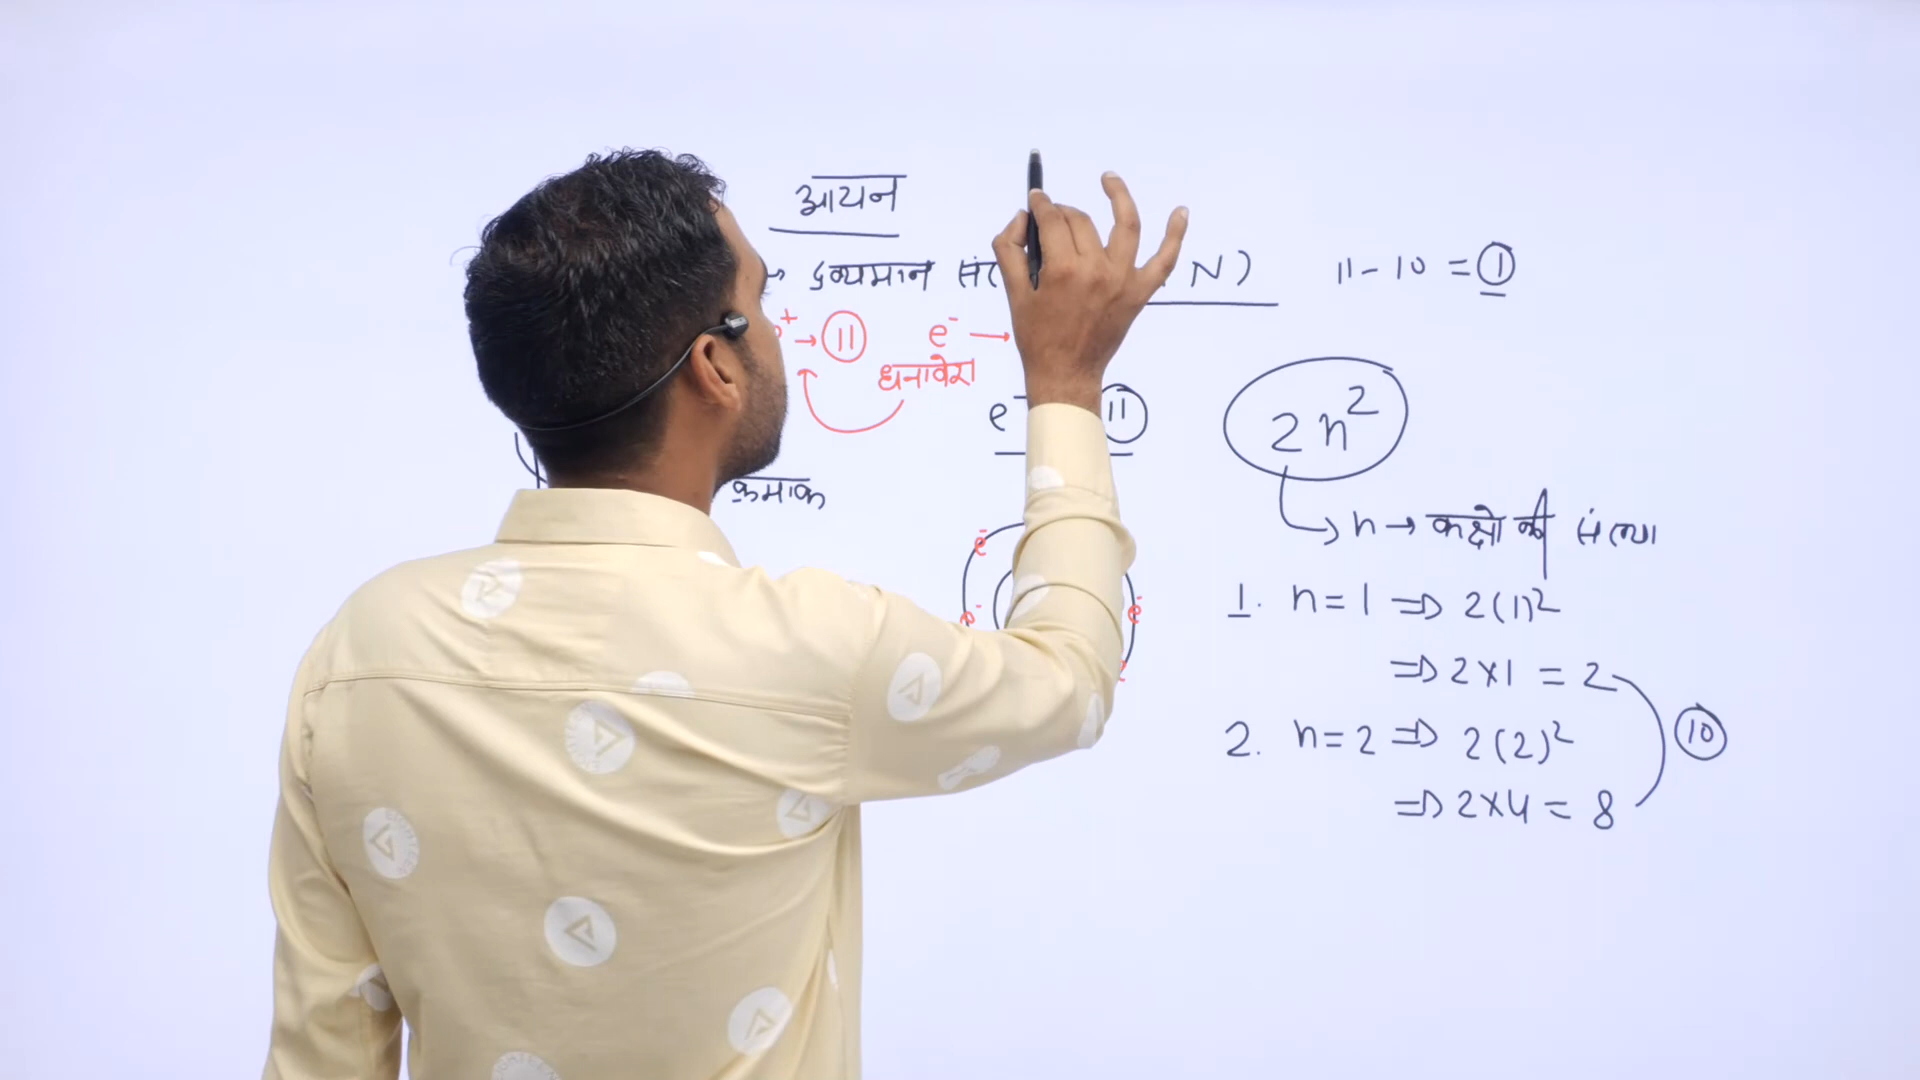 आयन
→ द्रव्यमान N) 11 - 10 = 1
+ → 11 e⁻ →
धनावेश
e⁻ 11 2n²
क्रमांक
n → कक्षो की संख्या
e⁻
e⁻ e⁻
1. n = 1 ⇒ 2(1)²
⇒ 2×1 = 2
2. n = 2 ⇒ 2(2)² 10
⇒ 2×4 = 8